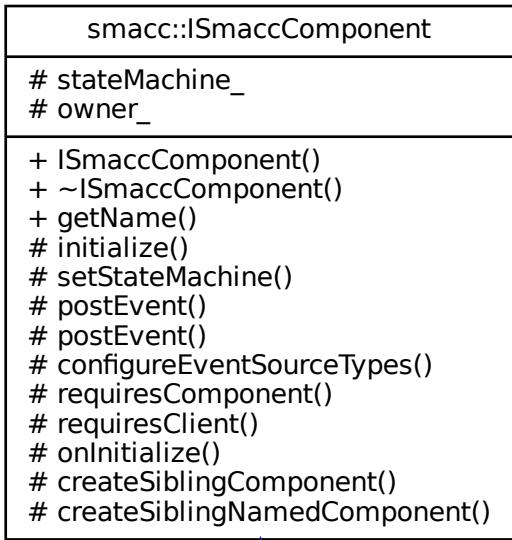 smacc::ISmaccComponent
# stateMachine_
# owner_
+ ISmaccComponent()
+ ~ISmaccComponent()
+ getName()
# initialize()
# setStateMachine()
# postEvent()
# postEvent()
# configureEventSourceTypes()
# requiresComponent()
# requiresClient()
# onInitialize()
# createSiblingComponent()
# createSiblingNamedComponent()